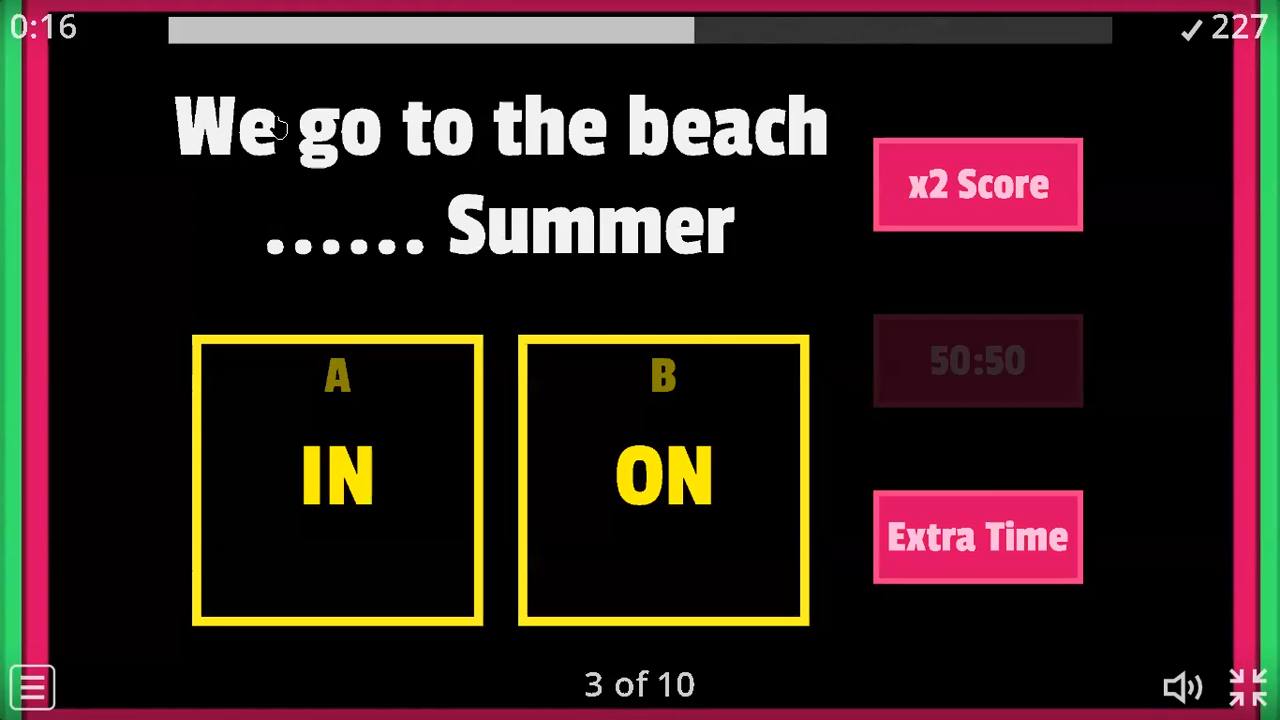 0:16
✓ 227
We go to the beach
...... Summer
x2 Score
50:50
Extra Time
A
IN
B
ON
3 of 10